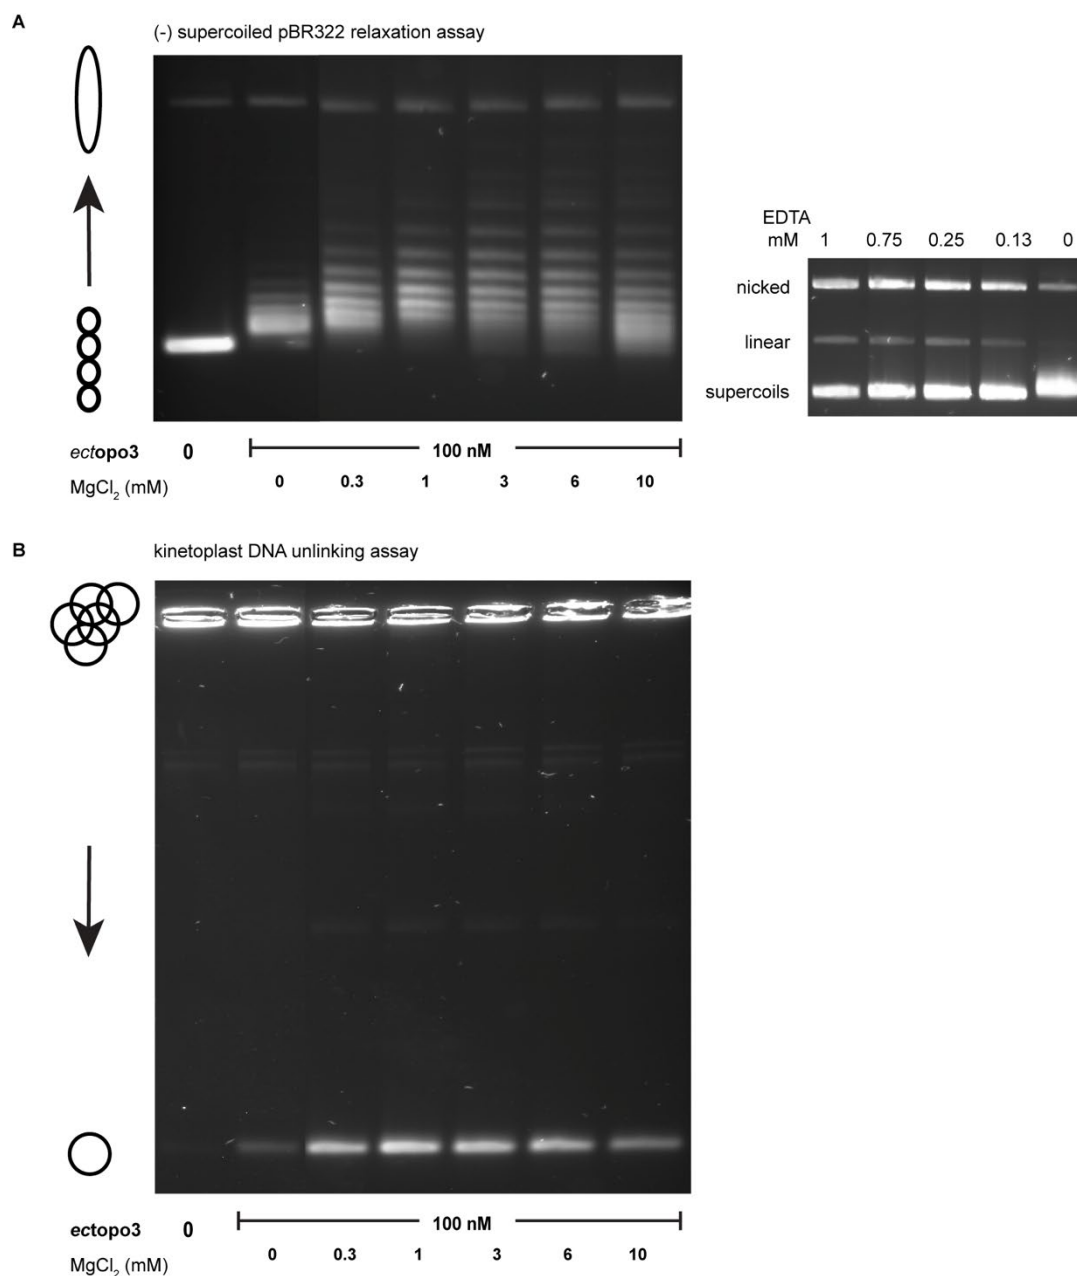 A
(-) supercoiled pBR322 relaxation assay
EDTA
mM 1 0.75 0.25 0.13 0
nicked
linear
supercoils
ectopo3 0 100 nM
MgCl₂ (mM) 0 0.3 1 3 6 10
B
kinetoplast DNA unlinking assay
ectopo3 0 100 nM
MgCl₂ (mM) 0 0.3 1 3 6 10